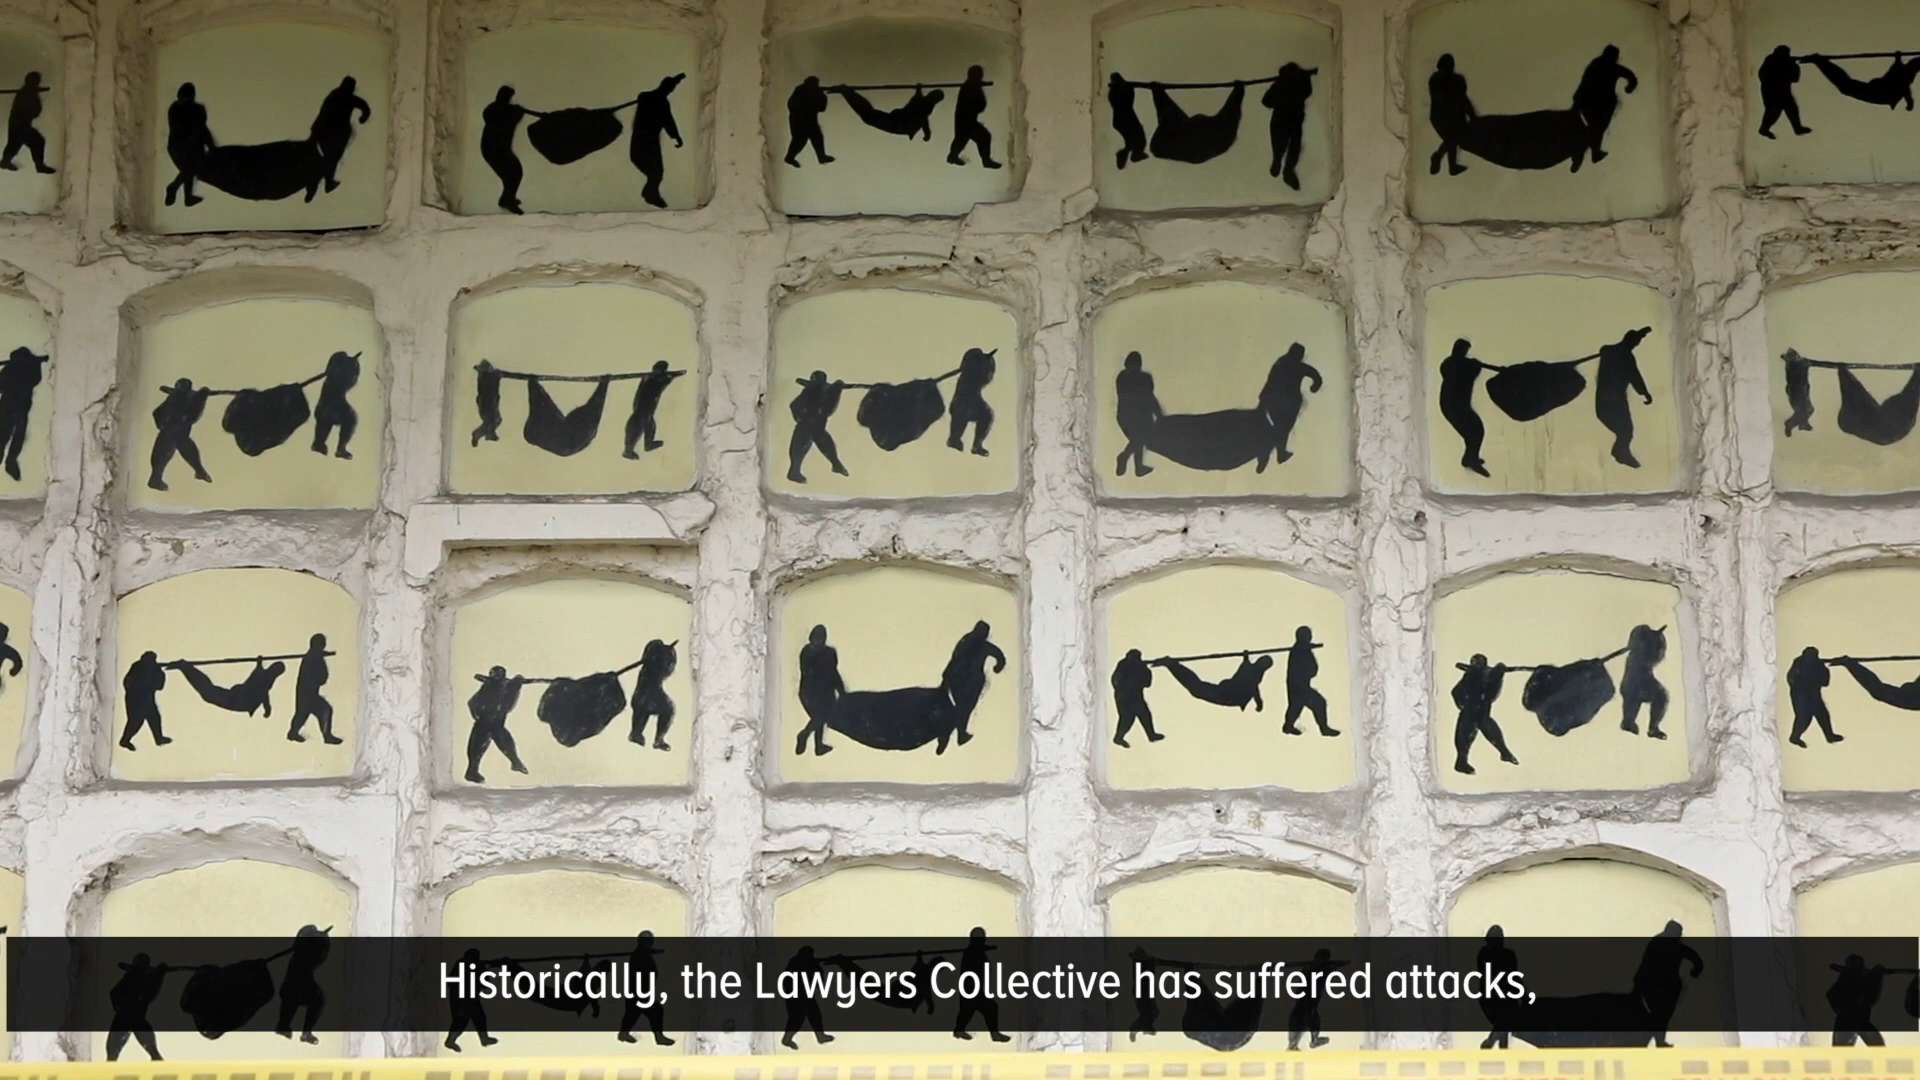 Historically, the Lawyers Collective has suffered attacks,